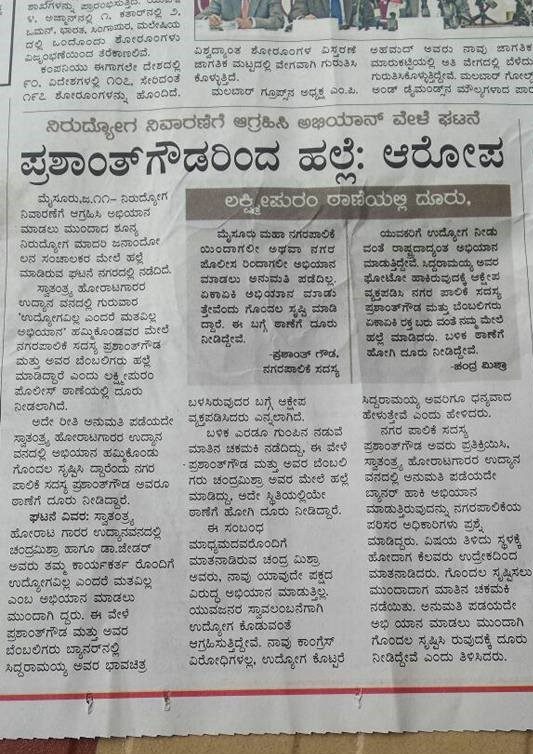 ಶಾಖೆಗಳನ್ನು ಪ್ರಾರಂಭಿಸುತ್ತಿದೆ.
೪, ಅಜ್ಮಾನ್‌ನಲ್ಲಿ ೧, ಕತಾರ್‌ನಲ್ಲಿ ೨,
ಒಮನ್, ಭಾರತ, ಸಿಂಗಾಪುರ, ಮಲೇಷಿಯ
ದಲ್ಲಿ ಒಂದೊಂದು ಶೋರೂಂಗಳು
ವಿಜೃಂಭಣೆಯಿಂದ ತೆರೆಕಾಣಲಿವೆ.
ಕಂಪನಿಯು ಈಗಾಗಲೇ ದೇಶದಲ್ಲಿ
೯೦, ವಿದೇಶಗಳಲ್ಲಿ ೧೦೭, ಸೇರಿದಂತೆ
೧೯೭ ಶೋರೂಂಗಳನ್ನು ಹೊಂದಿದೆ.
ವಿಶ್ವದ್ಯಾಂತ ಶೋರೂಂಗಳ ವಿಸ್ತರಣೆ
ಜಾಗತಿಕ ಮಟ್ಟದಲ್ಲಿ ವೇಗವಾಗಿ ಗುರುತಿಸಿ
ಕೊಳ್ಳುತ್ತಿದೆ.
ಮಲಬಾರ್ ಗ್ರೂಪ್ಸ್‌ನ ಅಧ್ಯಕ್ಷ ಎಂ.ಪಿ.
ಅಹಮದ್ ಅವರು ನಾವು ಜಾಗತಿಕ
ಮಾರುಕಟ್ಟೆಯಲ್ಲಿ ಅತಿ ವೇಗದಲ್ಲಿ ಬೆಳೆದು
ಗುರುತಿಸಿಕೊಳ್ಳುತ್ತಿದ್ದೇವೆ. ಮಲಬಾರ್ ಗೋಲ್ಡ್
ಅಂಡ್ ಡೈಮಂಡ್ಸ್‌ನ ಮೌಲ್ಯಗಳಾದ ಪಾರ
ನಿರುದ್ಯೋಗ ನಿವಾರಣೆಗೆ ಆಗ್ರಹಿಸಿ ಅಭಿಯಾನ್ ವೇಳೆ ಘಟನೆ
ಪ್ರಶಾಂತ್‌ಗೌಡರಿಂದ ಹಲ್ಲೆ: ಆರೋಪ
ಮೈಸೂರು,ಜ.೧೧– ನಿರುದ್ಯೋಗ
ನಿವಾರಣೆಗೆ ಆಗ್ರಹಿಸಿ ಅಭಿಯಾನ
ಮಾಡಲು ಮುಂದಾದ ಶೂನ್ಯ
ನಿರುದ್ಯೋಗ ಮಾದರಿ ಜನಾಂದೋ
ಲನ ಸಂಚಾಲಕರ ಮೇಲೆ ಹಲ್ಲೆ
ಮಾಡಿರುವ ಘಟನೆ ನಗರದಲ್ಲಿ ನಡೆದಿದೆ.
ಸ್ವಾತಂತ್ರ್ಯ ಹೋರಾಟಗಾರರ
ಉದ್ಯಾನ ವನದಲ್ಲಿ ಗುರುವಾರ
'ಉದ್ಯೋಗವಿಲ್ಲ ಎಂದರೆ ಮತವಿಲ್ಲ
ಅಭಿಯಾನ' ಹಮ್ಮಿಕೊಂಡವರ ಮೇಲೆ
ನಗರಪಾಲಿಕೆ ಸದಸ್ಯ ಪ್ರಶಾಂತ್‌ಗೌಡ
ಮತ್ತು ಅವರ ಬೆಂಬಲಿಗರು ಹಲ್ಲೆ
ಮಾಡಿದ್ದಾರೆ ಎಂದು ಲಕ್ಷ್ಮೀಪುರಂ
ಪೊಲೀಸ್ ಠಾಣೆಯಲ್ಲಿ ದೂರು
ನೀಡಲಾಗಿದೆ.
ಅದೇ ರೀತಿ ಅನುಮತಿ ಪಡೆಯದೇ
ಸ್ವಾತಂತ್ರ್ಯ ಹೋರಾಟಗಾರರ ಉದ್ಯಾನ
ವನದಲ್ಲಿ ಅಭಿಯಾನ ಹಮ್ಮಿಕೊಂಡು
ಗೊಂದಲ ಸೃಷ್ಟಿಸಿ ದ್ದಾರೆಂದು ನಗರ
ಪಾಲಿಕೆ ಸದಸ್ಯ ಪ್ರಶಾಂತ್‌ಗೌಡ ಅವರೂ
ಠಾಣೆಗೆ ದೂರು ನೀಡಿದ್ದಾರೆ.
ಘಟನೆ ವಿವರ: ಸ್ವಾತಂತ್ರ್ಯ
ಹೋರಾಟ ಗಾರರ ಉದ್ಯಾನವನದಲ್ಲಿ
ಚಂದ್ರಮಿಶ್ರಾ ಹಾಗೂ ಡಾ.ಜೇಡರ್
ಅವರು ತಮ್ಮ ಕಾರ್ಯಕರ್ತ ರೊಂದಿಗೆ
ಉದ್ಯೋಗವಿಲ್ಲ ಎಂದರೆ ಮತವಿಲ್ಲ
ಎಂಬ ಅಭಿಯಾನ ಮಾಡಲು
ಮುಂದಾಗಿ ದ್ದರು. ಈ ವೇಳೆ
ಪ್ರಶಾಂತ್‌ಗೌಡ ಮತ್ತು ಅವರ
ಬೆಂಬಲಿಗರು ಬ್ಯಾನರ್‌ನಲ್ಲಿ
ಸಿದ್ದರಾಮಯ್ಯ ಅವರ ಭಾವಚಿತ್ರ
ಲಕ್ಷ್ಮೀಪುರಂ ಠಾಣೆಯಲ್ಲಿ ದೂರು,
ಮೈಸೂರು ಮಹಾ ನಗರಪಾಲಿಕೆ
ಯಿಂದಾಗಲೀ ಅಥವಾ ನಗರ
ಪೊಲೀಸ ರಿಂದಾಗಲೀ ಅಭಿಯಾನ
ಮಾಡಲು ಅನುಮತಿ ಪಡೆದಿಲ್ಲ.
ಏಕಾಏಕಿ ಅಭಿಯಾನ ಮಾಡು
ತ್ತೇವೆಂದು ಗೊಂದಲ ಸೃಷ್ಟಿ ಮಾಡಿ
ದ್ದಾರೆ. ಈ ಬಗ್ಗೆ ಠಾಣೆಗೆ ದೂರು
ನೀಡಿದ್ದೇವೆ.
-ಪ್ರಶಾಂತ್ ಗೌಡ,
ನಗರಪಾಲಿಕೆ ಸದಸ್ಯ
ಯುವಕರಿಗೆ ಉದ್ಯೋಗ ನೀಡು
ವಂತೆ ರಾಷ್ಟ್ರದಾದ್ಯಂತ ಅಭಿಯಾನ
ಮಾಡುತ್ತಿದ್ದೇವೆ. ಸಿದ್ದರಾಮಯ್ಯ ಅವರ
ಫೋಟೋ ಹಾಕಿರುವುದಕ್ಕೆ ಆಕ್ಷೇಪ
ವ್ಯಕ್ತಪಡಿಸಿ ನಗರ ಪಾಲಿಕೆ ಸದಸ್ಯ
ಪ್ರಶಾಂತ್‌ಗೌಡ ಮತ್ತು ಬೆಂಬಲಿಗರು
ಏಕಾಏಕಿ ರಕ್ತ ಬರು ವಂತೆ ನಮ್ಮ ಮೇಲೆ
ಹಲ್ಲೆ ಮಾಡಿದರು. ಬಳಿಕ ಠಾಣೆಗೆ
ಹೋಗಿ ದೂರು ನೀಡಿದ್ದೇವೆ.
-ಚಂದ್ರ ಮಿಶ್ರಾ
ಬಳಸಿರುವುದರ ಬಗ್ಗೆ ಆಕ್ಷೇಪ
ವ್ಯಕ್ತಪಡಿಸಿದರು ಎನ್ನಲಾಗಿದೆ.
ಬಳಿಕ ಎರಡೂ ಗುಂಪಿನ ನಡುವೆ
ಮಾತಿನ ಚಕಮಕಿ ನಡೆದಿದ್ದು, ಈ ವೇಳೆ
ಪ್ರಶಾಂತ್‌ಗೌಡ ಮತ್ತು ಅವರ ಬೆಂಬಲಿ
ಗರು ಚಂದ್ರಮಿಶ್ರಾ ಅವರ ಮೇಲೆ ಹಲ್ಲೆ
ಮಾಡಿದ್ದು, ಅದೇ ಸ್ಥಿತಿಯಲ್ಲಿಯೇ
ಠಾಣೆಗೆ ಹೋಗಿ ದೂರು ನೀಡಿದ್ದಾರೆ.
ಈ ಸಂಬಂಧ
ಮಾಧ್ಯಮದವರೊಂದಿಗೆ
ಮಾತನಾಡಿರುವ ಚಂದ್ರ ಮಿಶ್ರಾ
ಅವರು, ನಾವು ಯಾವುದೇ ಪಕ್ಷದ
ವಿರುದ್ಧ ಅಭಿಯಾನ ಮಾಡುತ್ತಿಲ್ಲ.
ಯುವಜನರ ಸ್ವಾವಲಂಬನೆಗಾಗಿ
ಉದ್ಯೋಗ ಕೊಡುವಂತೆ
ಆಗ್ರಹಿಸುತ್ತಿದ್ದೇವೆ. ನಾವು ಕಾಂಗ್ರೆಸ್
ವಿರೋಧಿಗಳಲ್ಲ, ಉದ್ಯೋಗ ಕೊಟ್ಟರೆ
ಸಿದ್ದರಾಮಯ್ಯ ಅವರಿಗೂ ಧನ್ಯವಾದ
ಹೇಳುತ್ತೇವೆ ಎಂದು ಹೇಳಿದರು.
ನಗರ ಪಾಲಿಕೆ ಸದಸ್ಯ
ಪ್ರಶಾಂತ್‌ಗೌಡ ಅವರು ಪ್ರತಿಕ್ರಿಯಿಸಿ,
ಸ್ವಾತಂತ್ರ್ಯ ಹೋರಾಟಗಾರರ ಉದ್ಯಾನ
ವನದಲ್ಲಿ ಅನುಮತಿ ಪಡೆಯದೇ
ಬ್ಯಾನರ್ ಹಾಕಿ ಅಭಿಯಾನ
ಮಾಡುತ್ತಿರುವುದನ್ನು ನಗರಪಾಲಿಕೆಯ
ಪರಿಸರ ಅಧಿಕಾರಿಗಳು ಪ್ರಶ್ನೆ
ಮಾಡಿದ್ದರು. ವಿಷಯ ತಿಳಿದು ಸ್ಥಳಕ್ಕೆ
ಹೋದಾಗ ಕೆಲವರು ಉದ್ರೇಕದಿಂದ
ಮಾತನಾಡಿದರು. ಗೊಂದಲ ಸೃಷ್ಟಿಸಲು
ಮುಂದಾದಾಗ ಮಾತಿನ ಚಕಮಕಿ
ನಡೆಯಿತು. ಅನುಮತಿ ಪಡಯದೇ
ಅಭಿ ಯಾನ ಮಾಡಲು ಮುಂದಾಗಿ
ಗೊಂದಲ ಸೃಷ್ಟಿಸಿ ರುವುದಕ್ಕೆ ದೂರು
ನೀಡಿದ್ದೇವೆ ಎಂದು ತಿಳಿಸಿದರು.